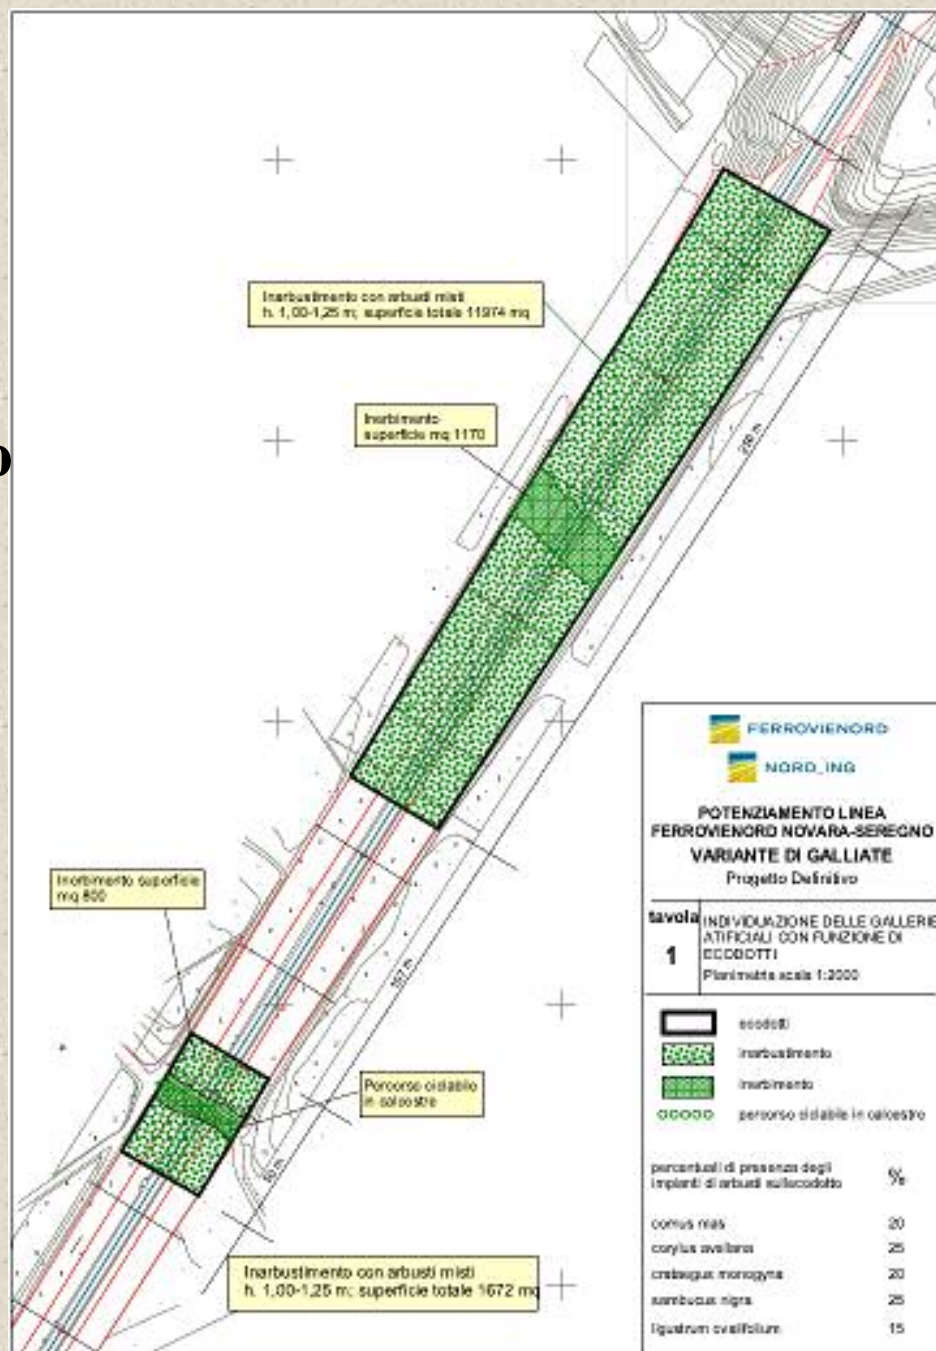 o
Inarbustimento con arbusti misti
h. 1,00-1,25 m; superficie totale 11974 mq
Inerbimento
superficie mq 1170
Inerbimento superficie
mq 800
Percorso ciclabile
in calcestre
50 m
Inarbustimento con arbusti misti
h. 1,00-1,25 m; superficie totale 1672 mq
FERROVIENORD
NORD_ING
POTENZIAMENTO LINEA
FERROVIENORD NOVARA-SEREGNO
VARIANTE DI GALLIATE
Progetto Definitivo
tavola
1
INDIVIDUAZIONE DELLE GALLERIE
ATIFICIALI CON FUNZIONE DI
ECODOTTI
Planimetria scala 1:2000
ecodotti
inarbustimento
inerbimento
percorso ciclabile in calcestre
percentuali di presenza degli
impianti di arbusti sull'ecodotto %
cornus mas 20
corylus avellana 25
crataegus monogyna 20
sambucus nigra 25
ligustrum ovalifolium 15